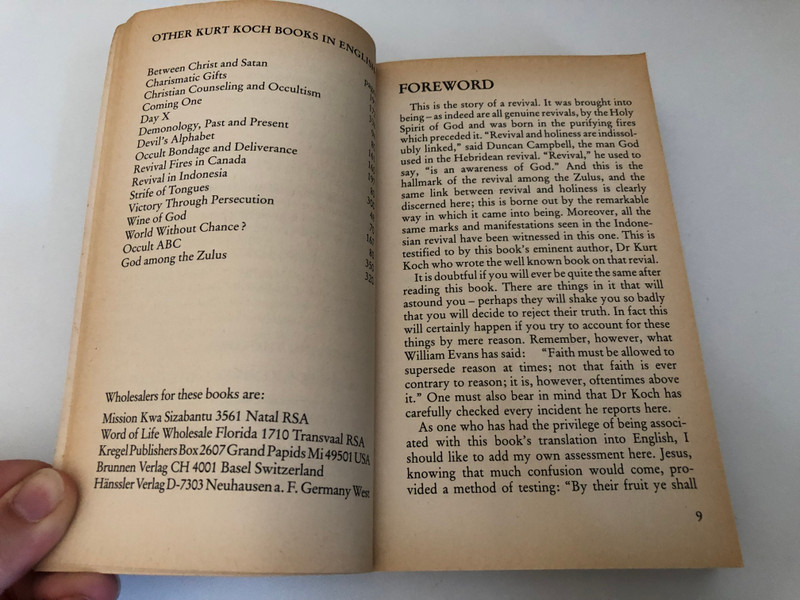 OTHER KURT KOCH BOOKS IN ENGLISH
Between Christ and Satan
Charismatic Gifts
Christian Counseling and Occultism
Coming One
Day X
Demonology, Past and Present
Devil's Alphabet
Occult Bondage and Deliverance
Revival Fires in Canada
Revival in Indonesia
Strife of Tongues
Victory Through Persecution
Wine of God
World Without Chance?
Occult ABC
God among the Zulus 320
Wholesalers for these books are:
Mission Kwa Sizabantu 3561 Natal RSA
Word of Life Wholesale Florida 1710 Transvaal RSA
Kregel Publishers Box 2607 Grand Papids Mi 49501 USA
Brunnen Verlag CH 4001 Basel Switzerland
Hänssler Verlag D-7303 Neuhausen a. F. Germany West
FOREWORD
This is the story of a revival. It was brought into
being – as indeed are all genuine revivals, by the Holy
Spirit of God and was born in the purifying fires
which preceded it. “Revival and holiness are indissol-
ubly linked,” said Duncan Campbell, the man God
used in the Hebridean revival. “Revival,” he used to
say, “is an awareness of God.” And this is the
hallmark of the revival among the Zulus, and the
same link between revival and holiness is clearly
discerned here; this is borne out by the remarkable
way in which it came into being. Moreover, all the
same marks and manifestations seen in the Indone-
sian revival have been witnessed in this one. This is
testified to by this book's eminent author, Dr Kurt
Koch who wrote the well known book on that revial.
It is doubtful if you will ever be quite the same after
reading this book. There are things in it that will
astound you – perhaps they will shake you so badly
that you will decide to reject their truth. In fact this
will certainly happen if you try to account for these
things by mere reason. Remember, however, what
William Evans has said: “Faith must be allowed to
supersede reason at times; not that faith is ever
contrary to reason; it is, however, oftentimes above
it.” One must also bear in mind that Dr Koch has
carefully checked every incident he reports here.
As one who has had the privilege of being associ-
ated with this book's translation into English, I
should like to add my own assessment here. Jesus,
knowing that much confusion would come, pro-
vided a method of testing: “By their fruit ye shall
9